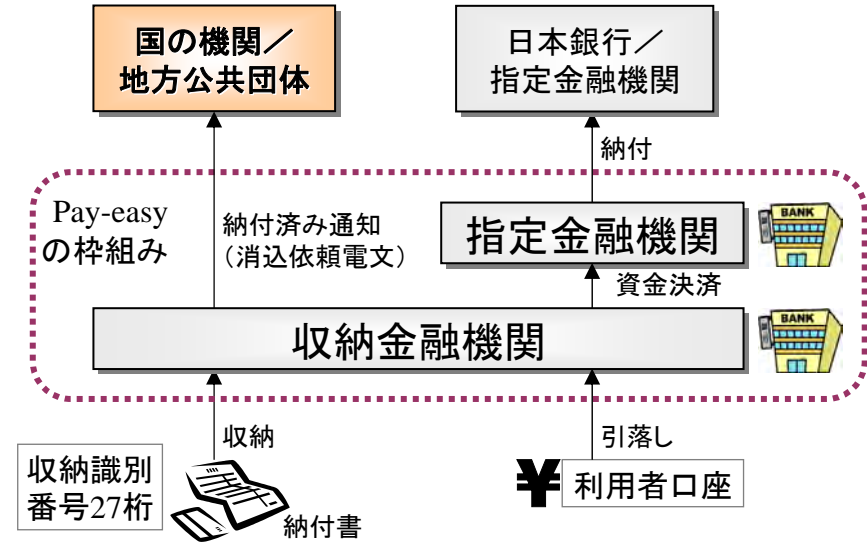 国の機関／
地方公共団体
日本銀行／
指定金融機関
納付
Pay-easy
の枠組み
納付済み通知
（消込依頼電文）
指定金融機関
BANK
資金決済
収納金融機関
BANK
収納
引落し
収納識別
番号27桁
納付書
¥
利用者口座